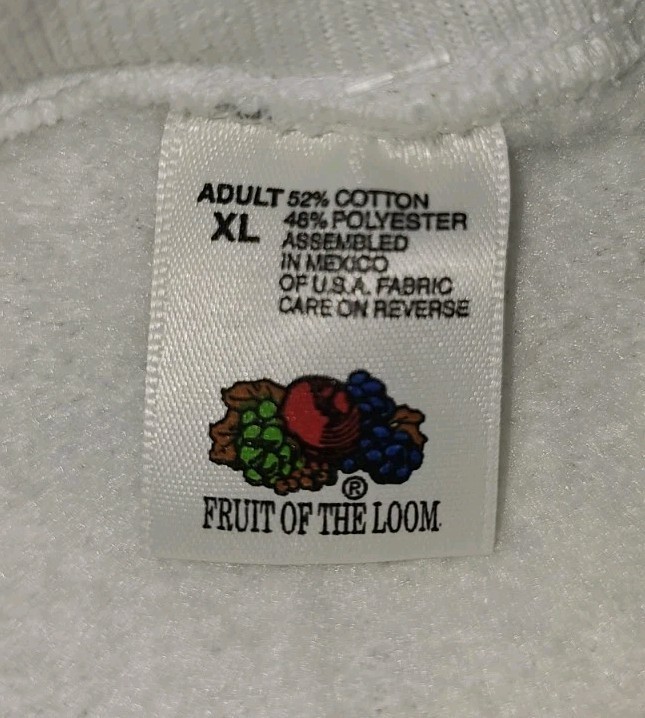 ADULT 52% COTTON
XL 48% POLYESTER
ASSEMBLED
IN MEXICO
OF U.S.A. FABRIC
CARE ON REVERSE
®
FRUIT OF THE LOOM